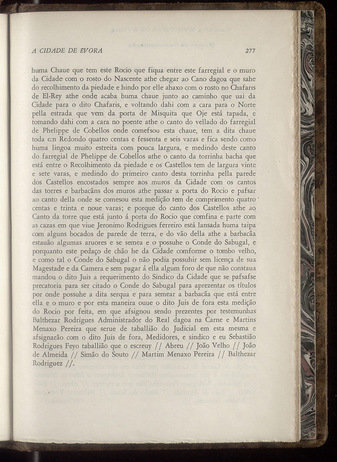 A CIDADE DE EVORA 277
huma Chaue que tem este Rocio que fiqua entre este farregial e o muro
da Cidade com o rosto do Nascente athe chegar ao Cano dagoa que sahe
do recolhimento da piedade e hindo por elle abaxo com o rosto no Chafaris
de El-Rey athe onde acaba huma chaue junto ao caminho que uai da
Cidade para o dito Chafaris, e voltando dahi com a cara para o Norte
pella estrada que vem da porta de Misquita que Oje está tapada, e
tomando dahi com a cara no poente athe o canto do vellado do farregial
de Phelippe de Cobellos onde comefsou esta chaue, tem a dita chaue
toda em Redondo quatro centas e fessenta e seis varas e fica sendo como
huma lingoa muito estreita com pouca largura, e medindo deste canto
do farregial de Phelippe de Cobellos athe o canto da torrinha bacha que
está entre o Recolhimento da piedade e os Castellos tem de largura vinte
e sete varas, e medindo do primeiro canto desta torrinha pella parede
dos Castellos encostados sempre aos muros da Cidade com os cantos
das torres e barbacãns dos muros athe passar a porta do Rocio e pafsar
ao canto della onde se comesou esta medição tem de comprimento quatro
centas e trinta e noue varas; e porque do canto dos Castellos athe ao
Canto da torre que está junto á porta do Rocio que comfina e parte com
as cazas em que viue Jeronimo Rodrigues ferreiro está lansada huma taipa
com alguns bocados de parede de terra, e do vão della athe a barbacãa
estauão algumas aruores e se semea e o possuhe o Conde do Sabugal, e
porquanto este pedaço de chão he da Cidade comforme o tombo velho,
e como tal o Conde do Sabugal o não podia possuhir sem licença de sua
Magestade e da Camera e sem pagar á ella algum foro de que não constaua
mandou o dito Juis a requerimento do Sindico da Cidade que se pafsafse
precatoria para ser citado o Conde do Sabugal para aprezentar os titulos
por onde possuhe a dita serqua e para semear a barbacãa que está entre
ella e o muro e por esta maneira ouue o dito Juis de fora esta medição
do Rocio por feita, em que afsignou sendo prezentes por testemunhas
Balthezar Rodrigues Administrador do Real dagoa na Carne e Martins
Menaxo Pereira que serue de taballião do Judicial em esta mesma e
afsignarão com o dito Juis de fora, Medidores, e sindico e eu Sebastião
Rodrigues Feyo taballião que o escreuy // Abreu // João Velho // João
de Almeida // Simão do Souto // Martim Menaxo Pereira // Balthezar
Rodriguez //.